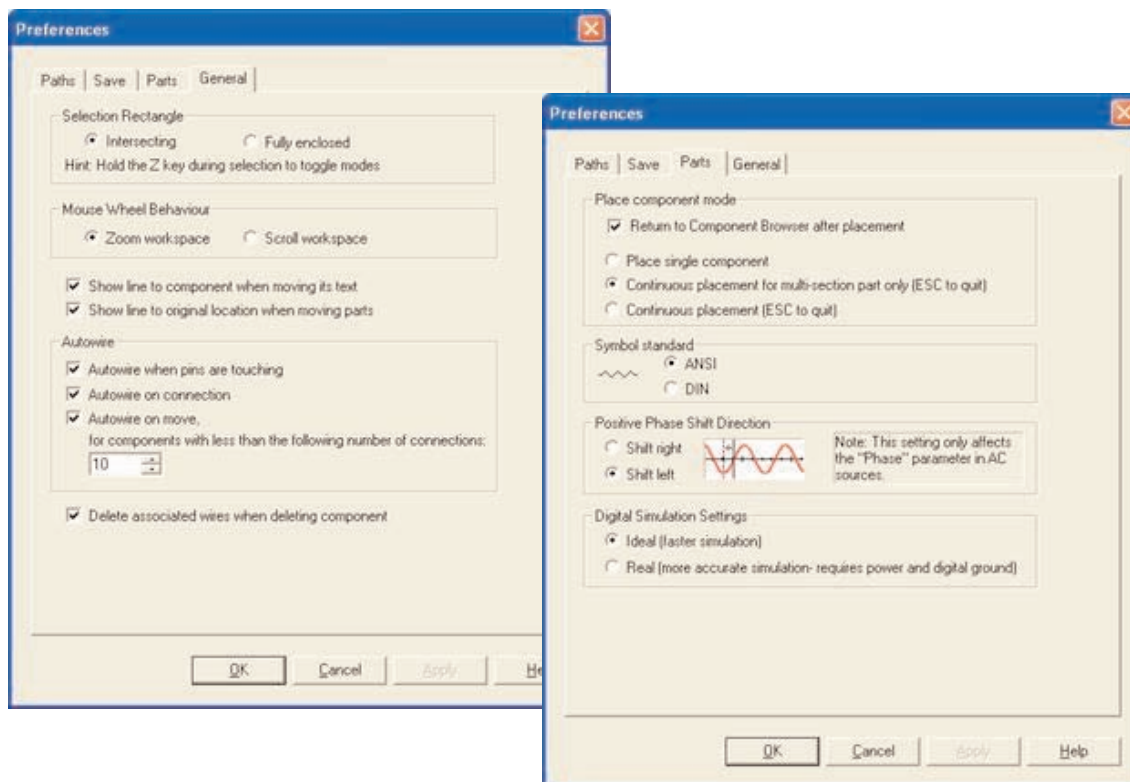 Preferences
Paths Save Parts General
Selection Rectangle
Intersecting Fully enclosed
Hint: Hold the Z key during selection to toggle modes
Mouse Wheel Behaviour
Zoom workspace Scroll workspace
Show line to component when moving its text
Show line to original location when moving parts
Autowire
Autowire when pins are touching
Autowire on connection
Autowire on move,
for components with less than the following number of connections:
10
Delete associated wires when deleting component
OK Cancel Apply He
Preferences
Paths Save Parts General
Place component mode
Return to Component Browser after placement
Place single component
Continuous placement for multi-section part only (ESC to quit)
Continuous placement (ESC to quit)
Symbol standard
ANSI
DIN
Positive Phase Shift Direction
Shift right
Shift left
Note: This setting only affects
the "Phase" parameter in AC
sources.
Digital Simulation Settings
Ideal (faster simulation)
Real (more accurate simulation- requires power and digital ground)
OK Cancel Apply Help